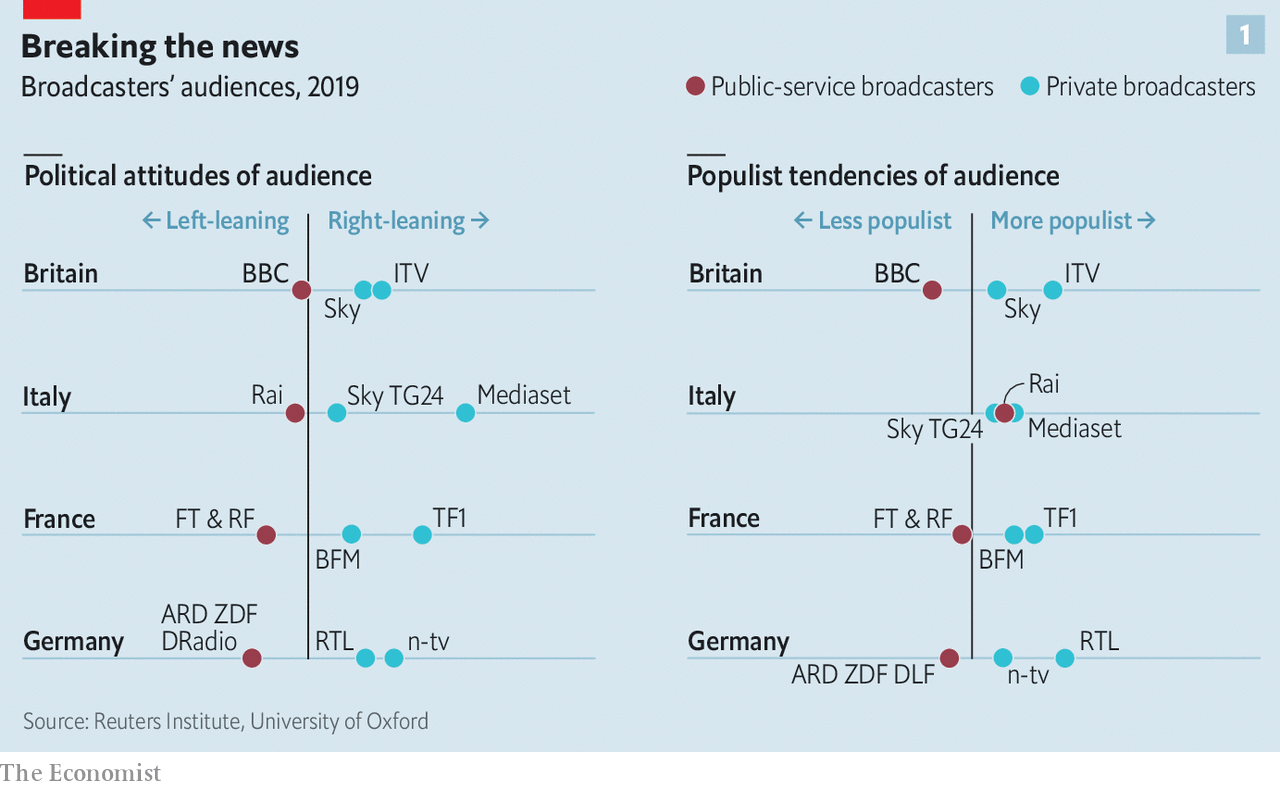 Breaking the news
1
Broadcasters’ audiences, 2019
Public-service broadcasters
Private broadcasters
Political attitudes of audience
← Left-leaning
Right-leaning →
Britain
BBC
ITV
Sky
Italy
Rai
Sky TG24
Mediaset
France
FT & RF
TF1
BFM
Germany
ARD ZDF
DRadio
RTL
n-tv
Populist tendencies of audience
← Less populist
More populist →
Britain
BBC
ITV
Sky
Italy
Rai
Sky TG24
Mediaset
France
FT & RF
TF1
BFM
Germany
RTL
ARD ZDF DLF
n-tv
Source: Reuters Institute, University of Oxford
The Economist